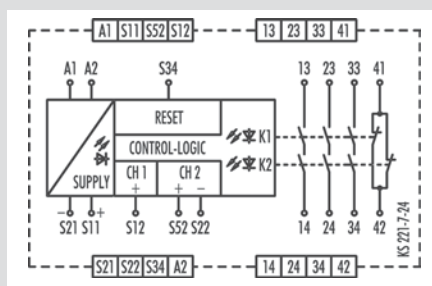 A1 S11 S52 S12 13 23 33 41
A1 A2 S34 13 23 33 41
RESET
CONTROL-LOGIC
K1
K2
CH 1 CH 2
SUPPLY + + −
− S21 S11 + S12 S52 S22 14 24 34 42
KS 221-7-24
S21 S22 S34 A2 14 24 34 42